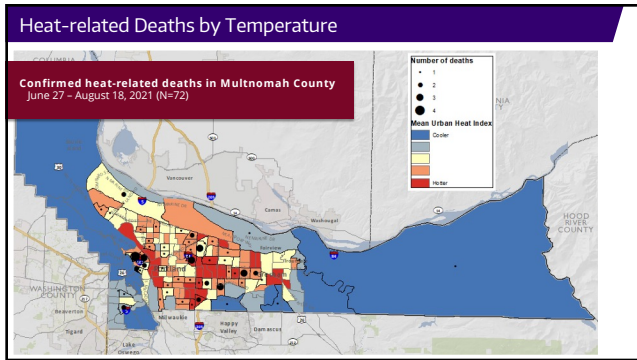 Heat-related Deaths by Temperature
Confirmed heat-related deaths in Multnomah County
June 27 – August 18, 2021 (N=72)
Number of deaths
1
2
3
4
Mean Urban Heat Index
Cooler
Hotter
Vancouver
Camas
Washougal
HOOD
RIVER
COUNTY
WASHINGTON
COUNTY
Beaverton
Tigard
Milwaukie
Happy
Valley
Damascus
Lake
Oswego